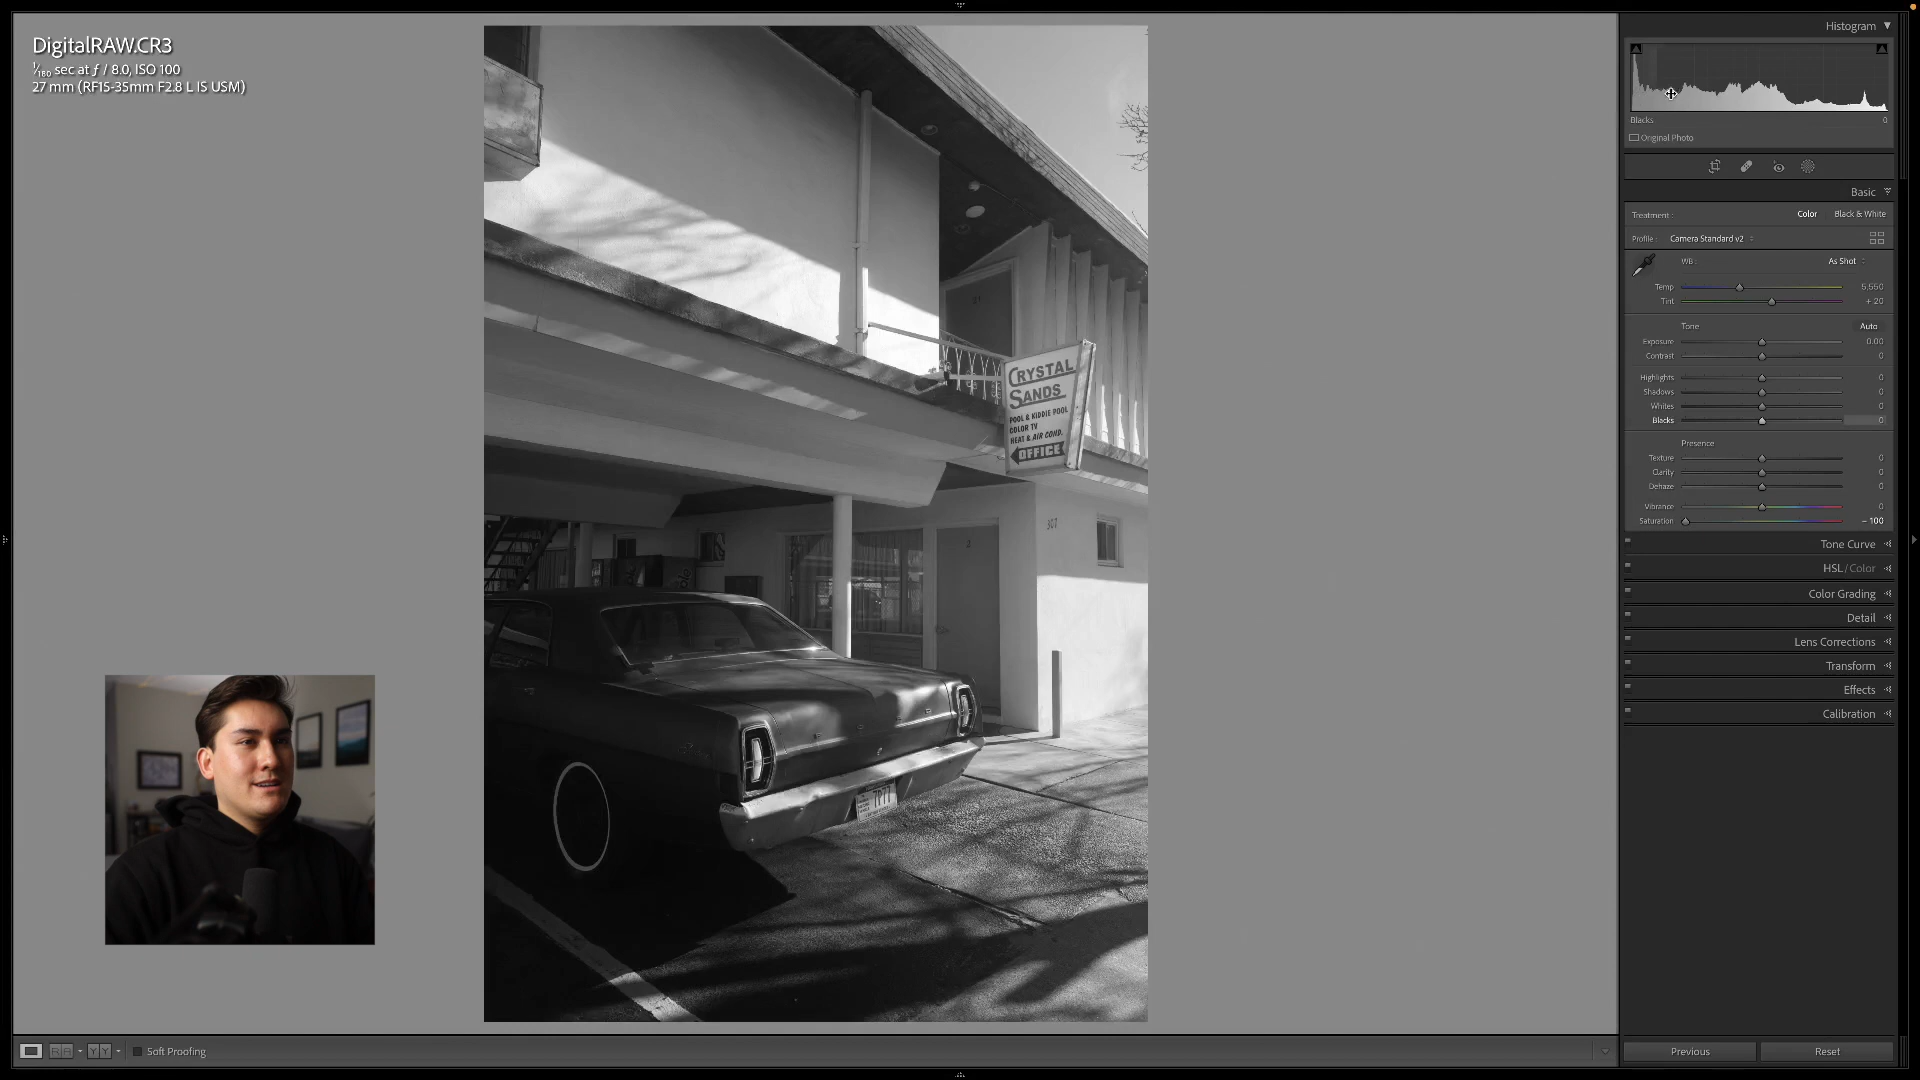 DigitalRAW.CR3
1/180 sec at ƒ / 8.0, ISO 100
27 mm (RF15-35mm F2.8 L IS USM)
CRYSTAL
SANDS
POOL & KIDDIE POOL
COLOR TV
HEAT & AIR COND.
OFFICE
307
2
7P77
Histogram
Blacks 0
Original Photo
Basic
Treatment : Color Black & White
Profile : Camera Standard v2
WB : As Shot
Temp 5,550
Tint + 20
Tone Auto
Exposure 0.00
Contrast 0
Highlights 0
Shadows 0
Whites 0
Blacks 0
Presence
Texture 0
Clarity 0
Dehaze 0
Vibrance 0
Saturation – 100
Tone Curve
HSL / Color
Color Grading
Detail
Lens Corrections
Transform
Effects
Calibration
Soft Proofing
Previous Reset